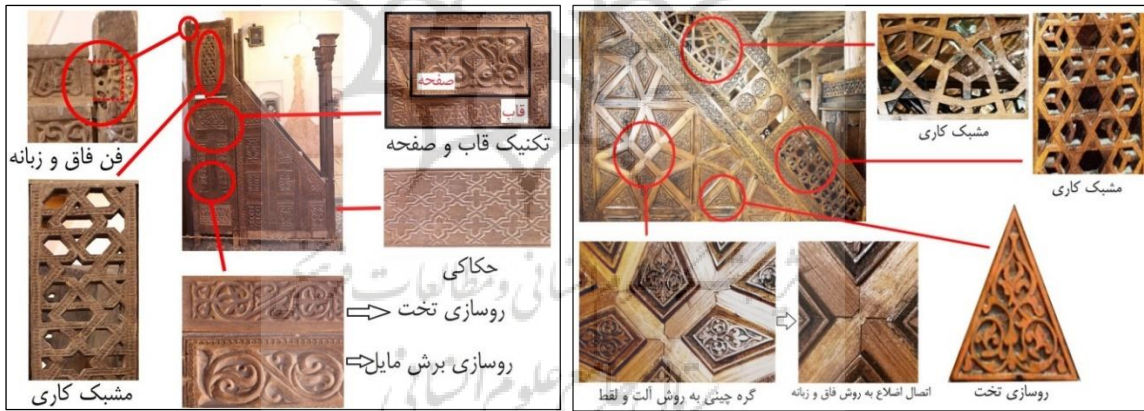 صفحه
قاب
فن فاق و زبانه
تکنیک قاب و صفحه
حکاکی
روسازی تخت
روسازی برش مایل
مشبک کاری
مشبک کاری
مشبک کاری
گره چینی به روش آلت و لقط
اتصال اضلاع به روش فاق و زبانه
روسازی تخت